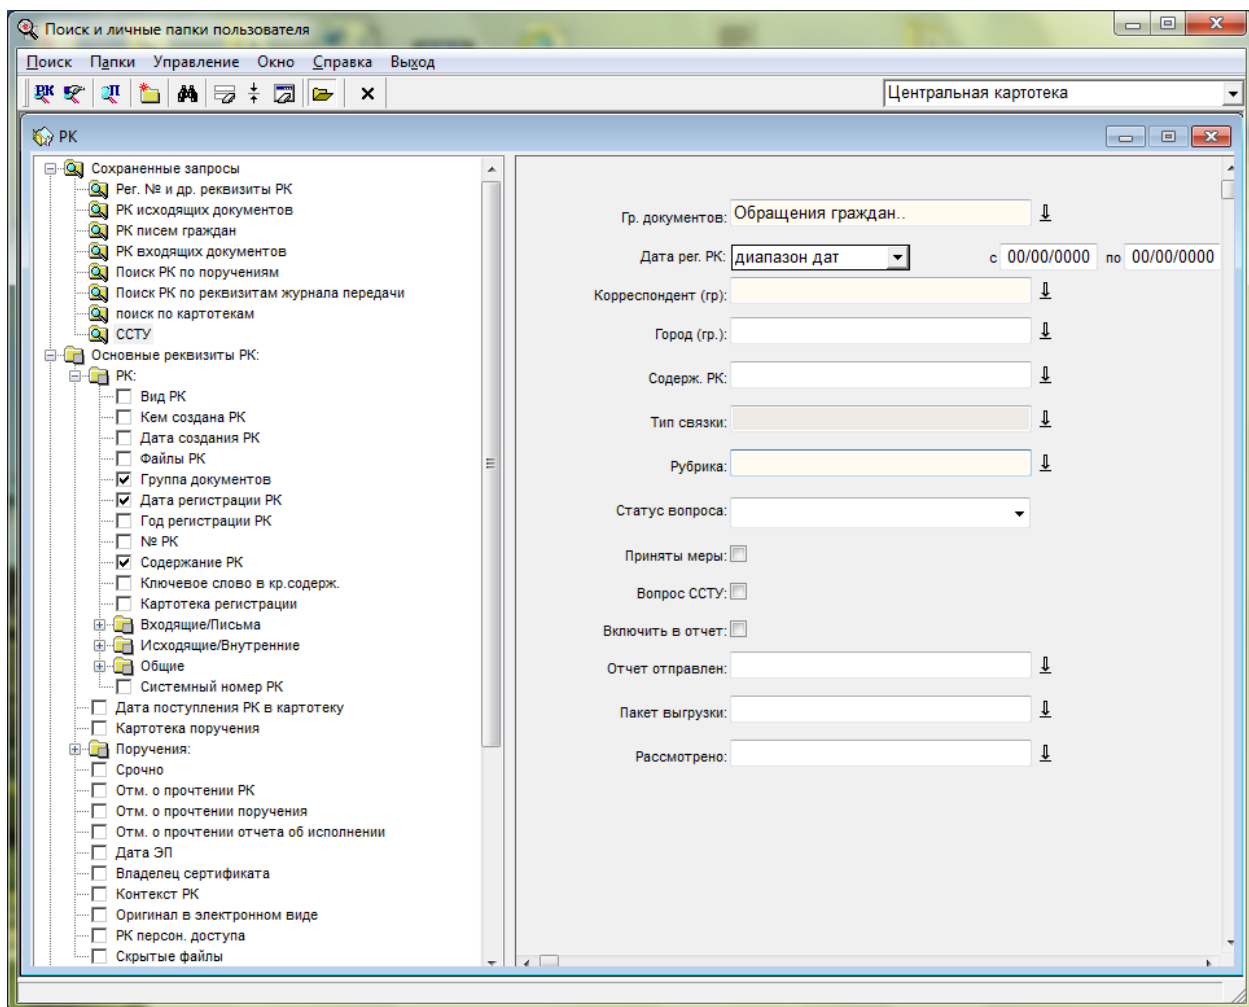 Поиск и личные папки пользователя
Поиск Папки Управление Окно Справка Выход
РК П Центральная картотека
РК
Сохраненные запросы
Рег. № и др. реквизиты РК
РК исходящих документов
РК писем граждан
РК входящих документов
Поиск РК по поручениям
Поиск РК по реквизитам журнала передачи
поиск по картотекам
ССТУ
Основные реквизиты РК:
РК:
Вид РК
Кем создана РК
Дата создания РК
Файлы РК
Группа документов
Дата регистрации РК
Год регистрации РК
№ РК
Содержание РК
Ключевое слово в кр.содерж.
Картотека регистрации
Входящие/Письма
Исходящие/Внутренние
Общие
Системный номер РК
Дата поступления РК в картотеку
Картотека поручения
Поручения:
Срочно
Отм. о прочтении РК
Отм. о прочтении поручения
Отм. о прочтении отчета об исполнении
Дата ЭП
Владелец сертификата
Контекст РК
Оригинал в электронном виде
РК персон. доступа
Скрытые файлы
Гр. документов: Обращения граждан..
Дата рег. РК: диапазон дат с 00/00/0000 по 00/00/0000
Корреспондент (гр):
Город (гр.):
Содерж. РК:
Тип связки:
Рубрика:
Статус вопроса:
Приняты меры:
Вопрос ССТУ:
Включить в отчет:
Отчет отправлен:
Пакет выгрузки:
Рассмотрено: